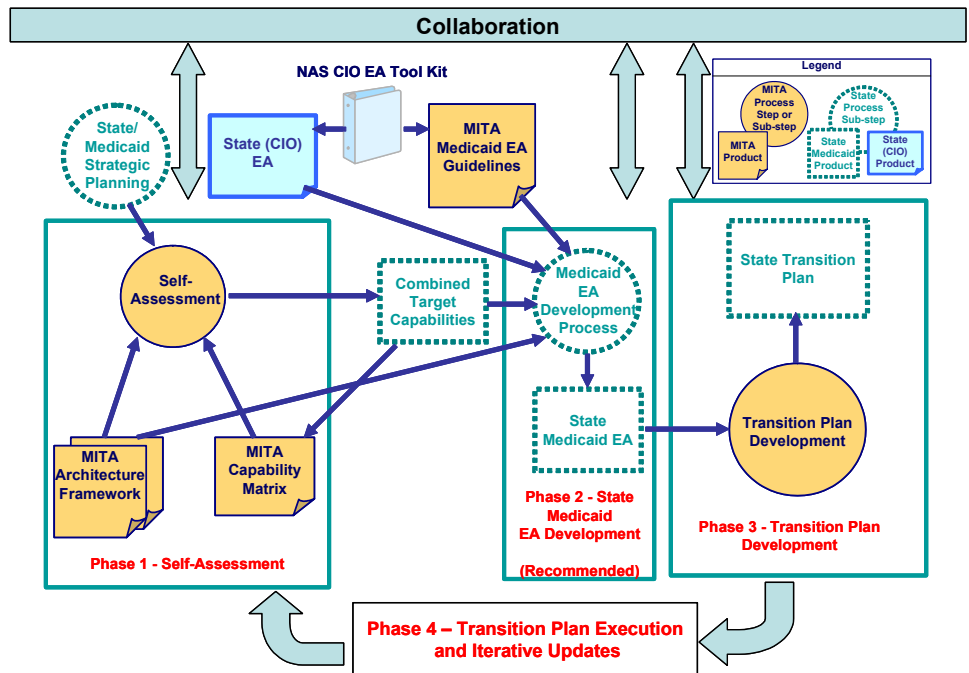 Collaboration
NAS CIO EA Tool Kit
Legend
MITA
Process
Step or
Sub-step
State
Process
Sub-step
MITA
Product
State
Medicaid
Product
State
(CIO)
Product
State/
Medicaid
Strategic
Planning
State (CIO)
EA
MITA
Medicaid EA
Guidelines
Self-
Assessment
Combined
Target
Capabilities
Medicaid
EA
Development
Process
State Transition
Plan
MITA
Architecture
Framework
MITA
Capability
Matrix
State
Medicaid EA
Transition Plan
Development
Phase 1 - Self-Assessment
Phase 2 - State
Medicaid
EA Development
(Recommended)
Phase 3 - Transition Plan
Development
Phase 4 – Transition Plan Execution
and Iterative Updates